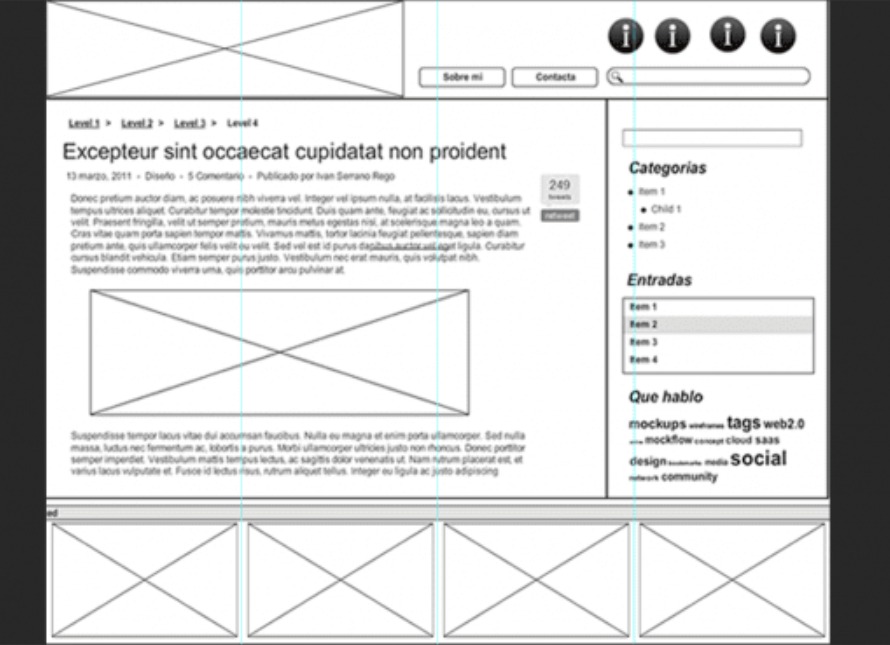 Sobre mi
Contacta
Level 1 > Level 2 > Level 3 > Level 4
Excepteur sint occaecat cupidatat non proident
13 marzo, 2011 - Diseño - 5 Comentario - Publicado por Ivan Serrano Rego
249
tweets
retweet
Donec pretium auctor diam, ac posuere nibh viverra vel. Integer vel ipsum nulla, at facilisis lacus. Vestibulum
tempus ultrices aliquet. Curabitur tempor molestie tincidunt. Duis quam ante, feugiat ac sollicitudin eu, cursus ut
velit. Praesent fringilla, velit ut semper pretium, mauris metus egestas nisi, at scelerisque magna leo a quam.
Cras vitae quam porta sapien tempor mattis. Vivamus mattis, tortor lacinia feugiat pellentesque, sapien diam
pretium ante, quis ullamcorper felis velit eu velit. Sed vel est id purus dapibus auctor vel eget ligula. Curabitur
cursus blandit vehicula. Etiam semper purus justo. Vestibulum nec erat mauris, quis volutpat nibh.
Suspendisse commodo viverra urna, quis porttitor arcu pulvinar at.
Suspendisse tempor lacus vitae dui accumsan faucibus. Nulla eu magna et enim porta ullamcorper. Sed nulla
massa, luctus nec fermentum ac, lobortis a purus. Morbi ullamcorper ultricies justo non rhoncus. Donec porttitor
semper imperdiet. Vestibulum mattis tempus lectus, ac sagittis dolor venenatis ut. Nam rutrum placerat est, et
varius lacus vulputate et. Fusce id lectus risus, rutrum aliquet tellus. Integer eu ligula ac justo adipiscing
Categorias
Item 1
Child 1
Item 2
Item 3
Entradas
Item 1
Item 2
Item 3
Item 4
Que hablo
mockups wireframes tags web2.0
mockflow concept cloud saas
design bookmarks media social
network community
ed